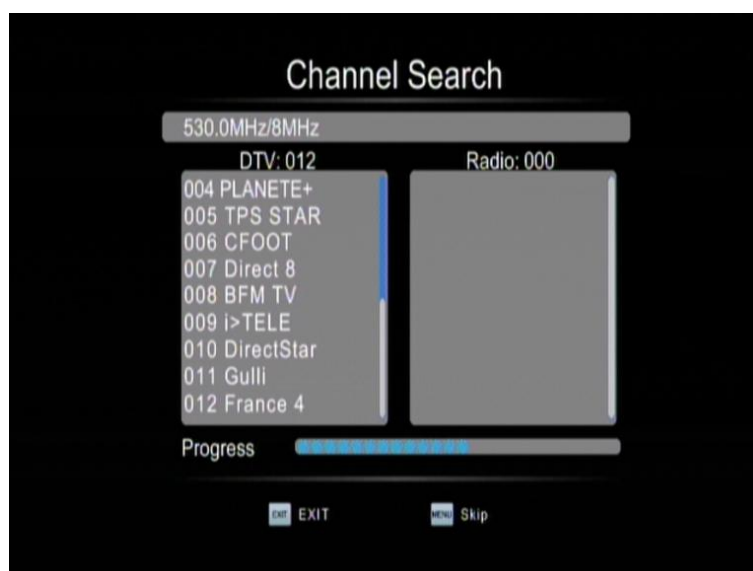 Channel Search
530.0MHz/8MHz
DTV: 012
Radio: 000
004 PLANETE+
005 TPS STAR
006 CFOOT
007 Direct 8
008 BFM TV
009 i>TELE
010 DirectStar
011 Gulli
012 France 4
Progress
EXIT EXIT
MENU Skip